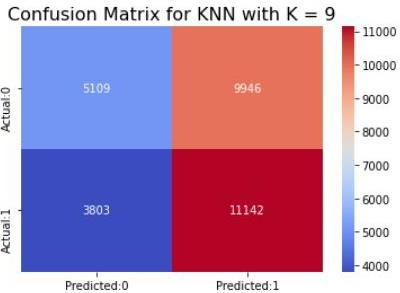 Confusion Matrix for KNN with K = 9
5109 9946
3803 11142
Actual:0
Actual:1
Predicted:0 Predicted:1
11000
10000
9000
8000
7000
6000
5000
4000